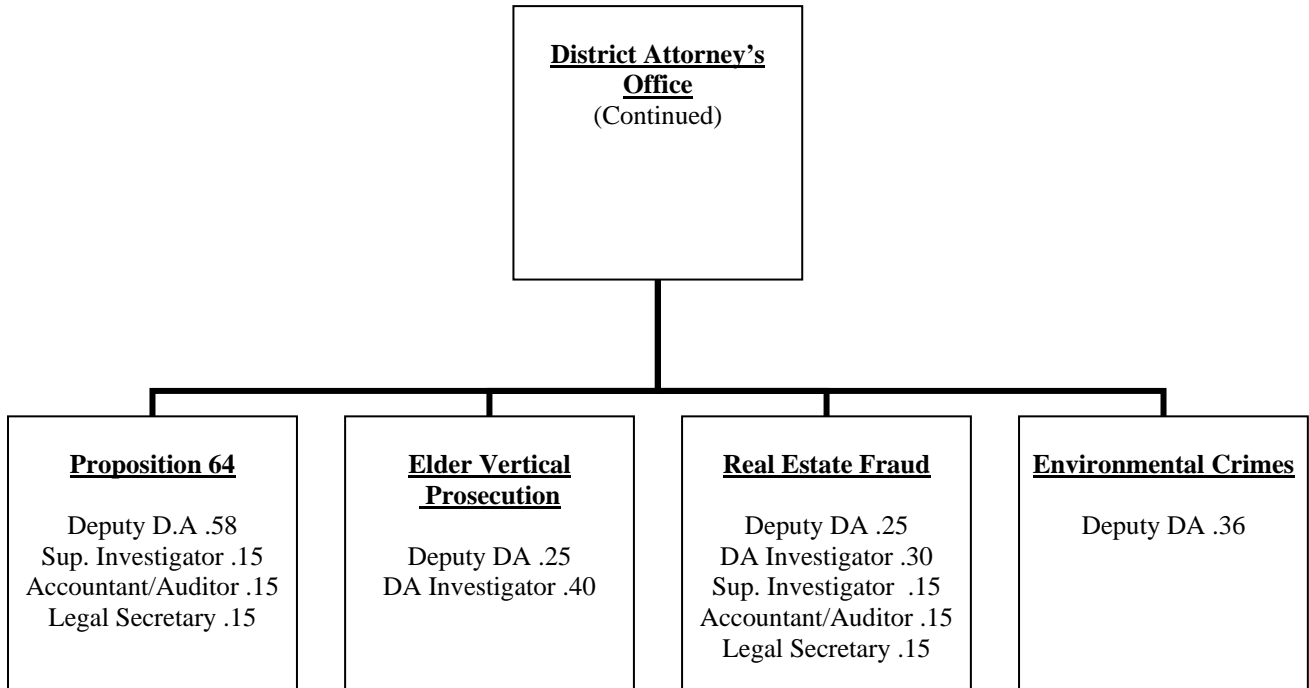 District Attorney's
Office
(Continued)
Proposition 64
Deputy D.A .58
Sup. Investigator .15
Accountant/Auditor .15
Legal Secretary .15
Elder Vertical
Prosecution
Deputy DA .25
DA Investigator .40
Real Estate Fraud
Deputy DA .25
DA Investigator .30
Sup. Investigator .15
Accountant/Auditor .15
Legal Secretary .15
Environmental Crimes
Deputy DA .36